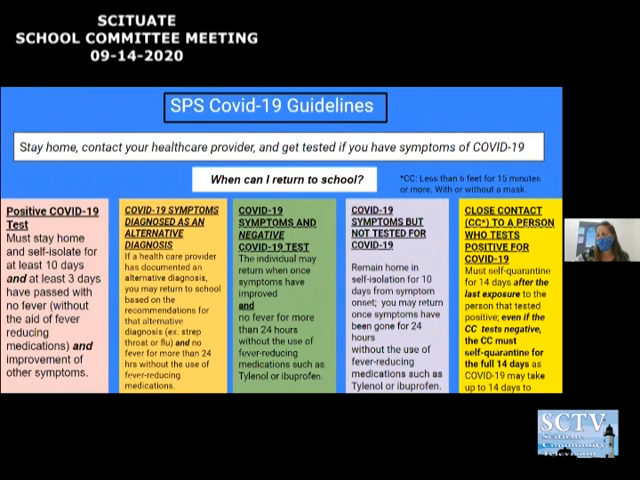 SCITUATE
SCHOOL COMMITTEE MEETING
09-14-2020
SPS Covid-19 Guidelines
Stay home, contact your healthcare provider, and get tested if you have symptoms of COVID-19
When can I return to school?
*CC: Less than 6 feet for 15 minutes
or more. With or without a mask.
Positive COVID-19
Test
Must stay home
and self-isolate for
at least 10 days
and at least 3 days
have passed with
no fever (without
the aid of fever
reducing
medications) and
improvement of
other symptoms.
COVID-19 SYMPTOMS
DIAGNOSED AS AN
ALTERNATIVE
DIAGNOSIS
If a health care provider
has documented an
alternative diagnosis,
you may return to school
based on the
recommendations for
that alternative
diagnosis (ex. strep
throat or flu) and no
fever for more than 24
hrs without the use of
fever-reducing
medications.
COVID-19
SYMPTOMS AND
NEGATIVE
COVID-19 TEST
The individual may
return when once
symptoms have
improved
and
no fever for more
than 24 hours
without the use of
fever-reducing
medications such as
Tylenol or ibuprofen.
COVID-19
SYMPTOMS BUT
NOT TESTED FOR
COVID-19
Remain home in
self-isolation for 10
days from symptom
onset; you may return
once symptoms have
been gone for 24
hours
without the use of
fever-reducing
medications such as
Tylenol or ibuprofen.
CLOSE CONTACT
(CC*) TO A PERSON
WHO TESTS
POSITIVE FOR
COVID-19
Must self-quarantine
for 14 days after the
last exposure to the
person that tested
positive; even if the
CC tests negative,
the CC must
self-quarantine for
the full 14 days as
COVID-19 may take
up to 14 days to
SCTV
Scituate
Community
Television